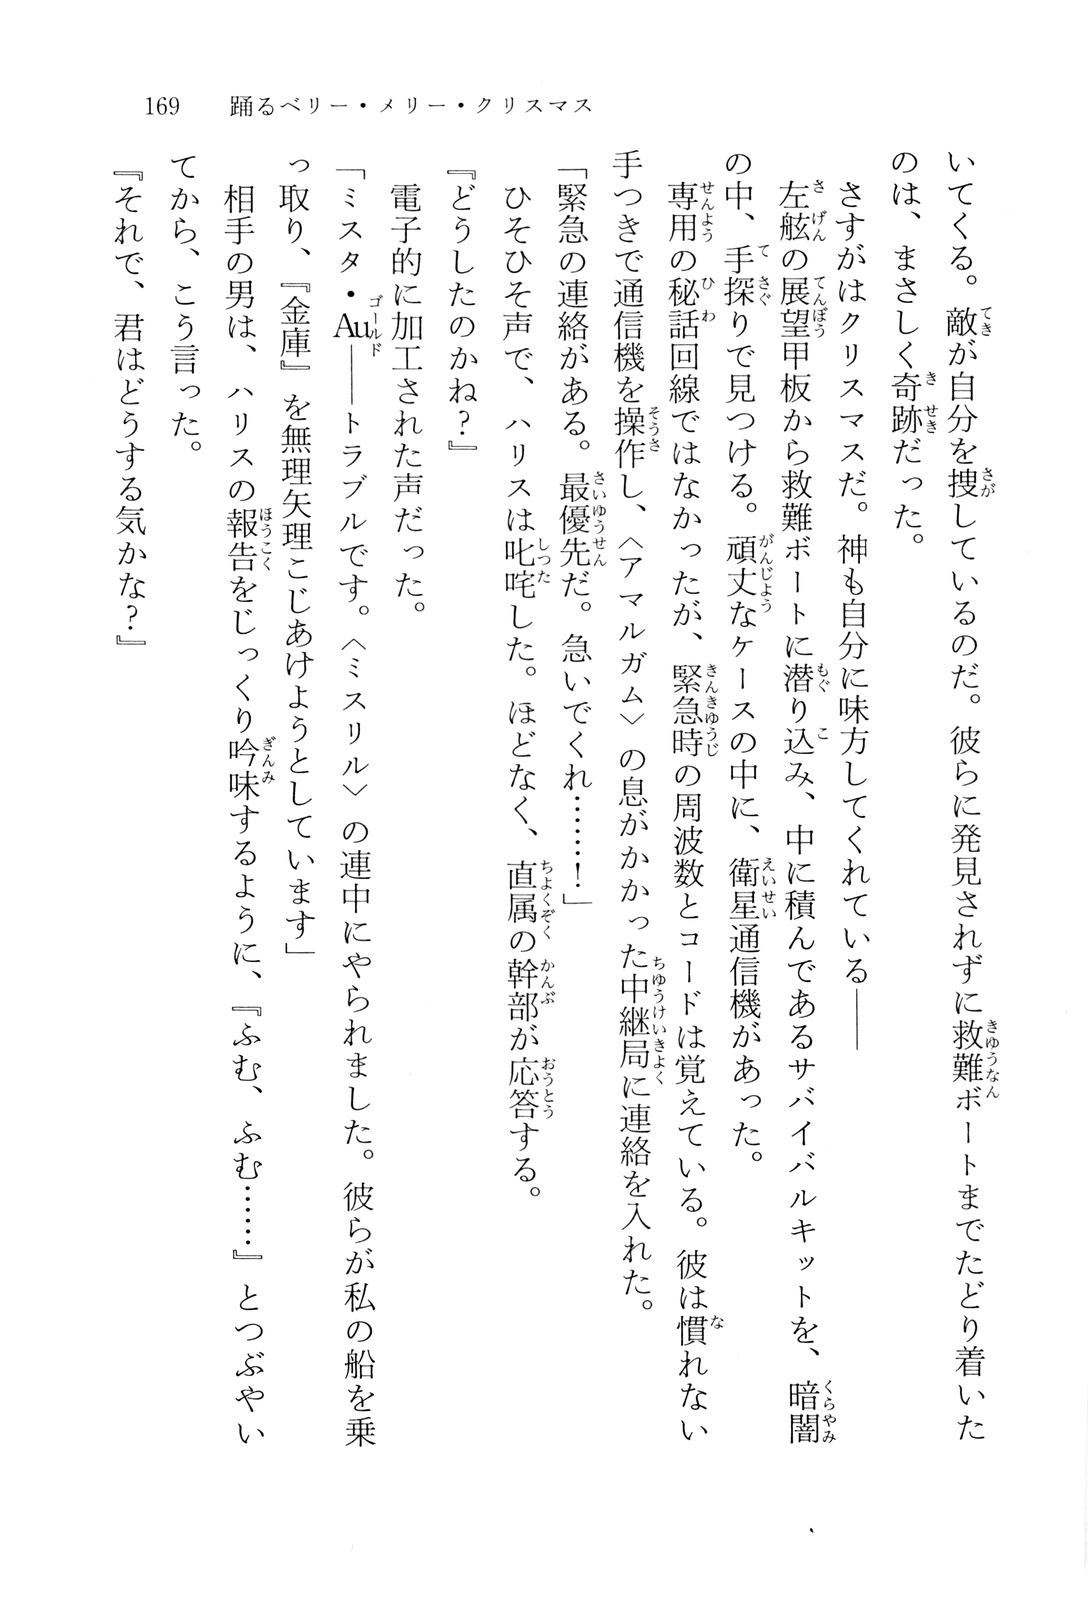 169　踊るベリー・メリー・クリスマス
いてくる。敵が自分を捜しているのだ。彼らに発見されずに救難ボートまでたどり着いた
のは、まさしく奇跡だった。
さすがはクリスマスだ。神も自分に味方してくれている――
左舷の展望甲板から救難ボートに潜り込み、中に積んであるサバイバルキットを、暗闇
の中、手探りで見つける。頑丈なケースの中に、衛星通信機があった。
専用の秘話回線ではなかったが、緊急時の周波数とコードは覚えている。彼は慣れない
手つきで通信機を操作し、〈アマルガム〉の息がかかった中継局に連絡を入れた。
「緊急の連絡がある。最優先だ。急いでくれ……！」
ひそひそ声で、ハリスは叱咤した。ほどなく、直属の幹部が応答する。
『どうしたのかね？』
電子的に加工された声だった。
「ミスタ・Au――トラブルです。〈ミスリル〉の連中にやられました。彼らが私の船を乗
っ取り、『金庫』を無理矢理こじあけようとしています」
相手の男は、ハリスの報告をじっくり吟味するように、『ふむ、ふむ……』とつぶやい
てから、こう言った。
『それで、君はどうする気かな？』